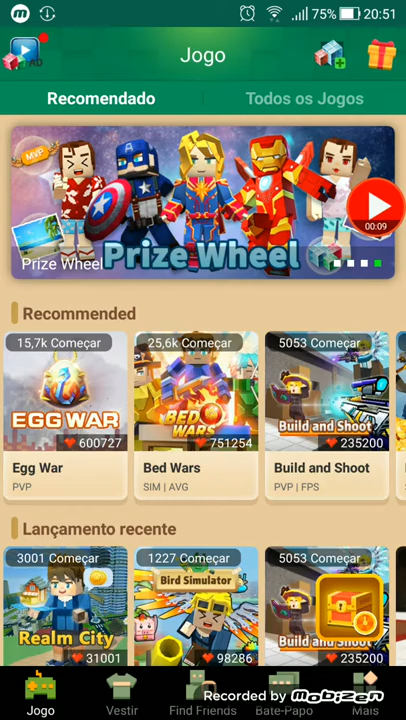 75% 20:51
AD
Jogo
Recomendado
Todos os Jogos
MVP
Prize Wheel
Prize Wheel
00:09
Recommended
15,7k Começar
25,6k Começar
5053 Começar
EGG WAR
BED WARS
Build and Shoot
600727
751254
235200
Egg War
Bed Wars
Build and Shoot
PVP
SIM | AVG
PVP | FPS
Lançamento recente
3001 Começar
1227 Começar
5053 Começar
Bird Simulator
Realm City
Build and Shoot
31001
98286
235200
Jogo
Vestir
Find Friends
Bate-Papo
Mais
Recorded by Mobizen